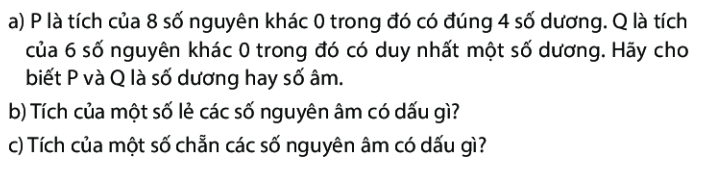 a) P là tích của 8 số nguyên khác 0 trong đó có đúng 4 số dương. Q là tích
của 6 số nguyên khác 0 trong đó có duy nhất một số dương. Hãy cho
biết P và Q là số dương hay số âm.
b) Tích của một số lẻ các số nguyên âm có dấu gì?
c) Tích của một số chẵn các số nguyên âm có dấu gì?